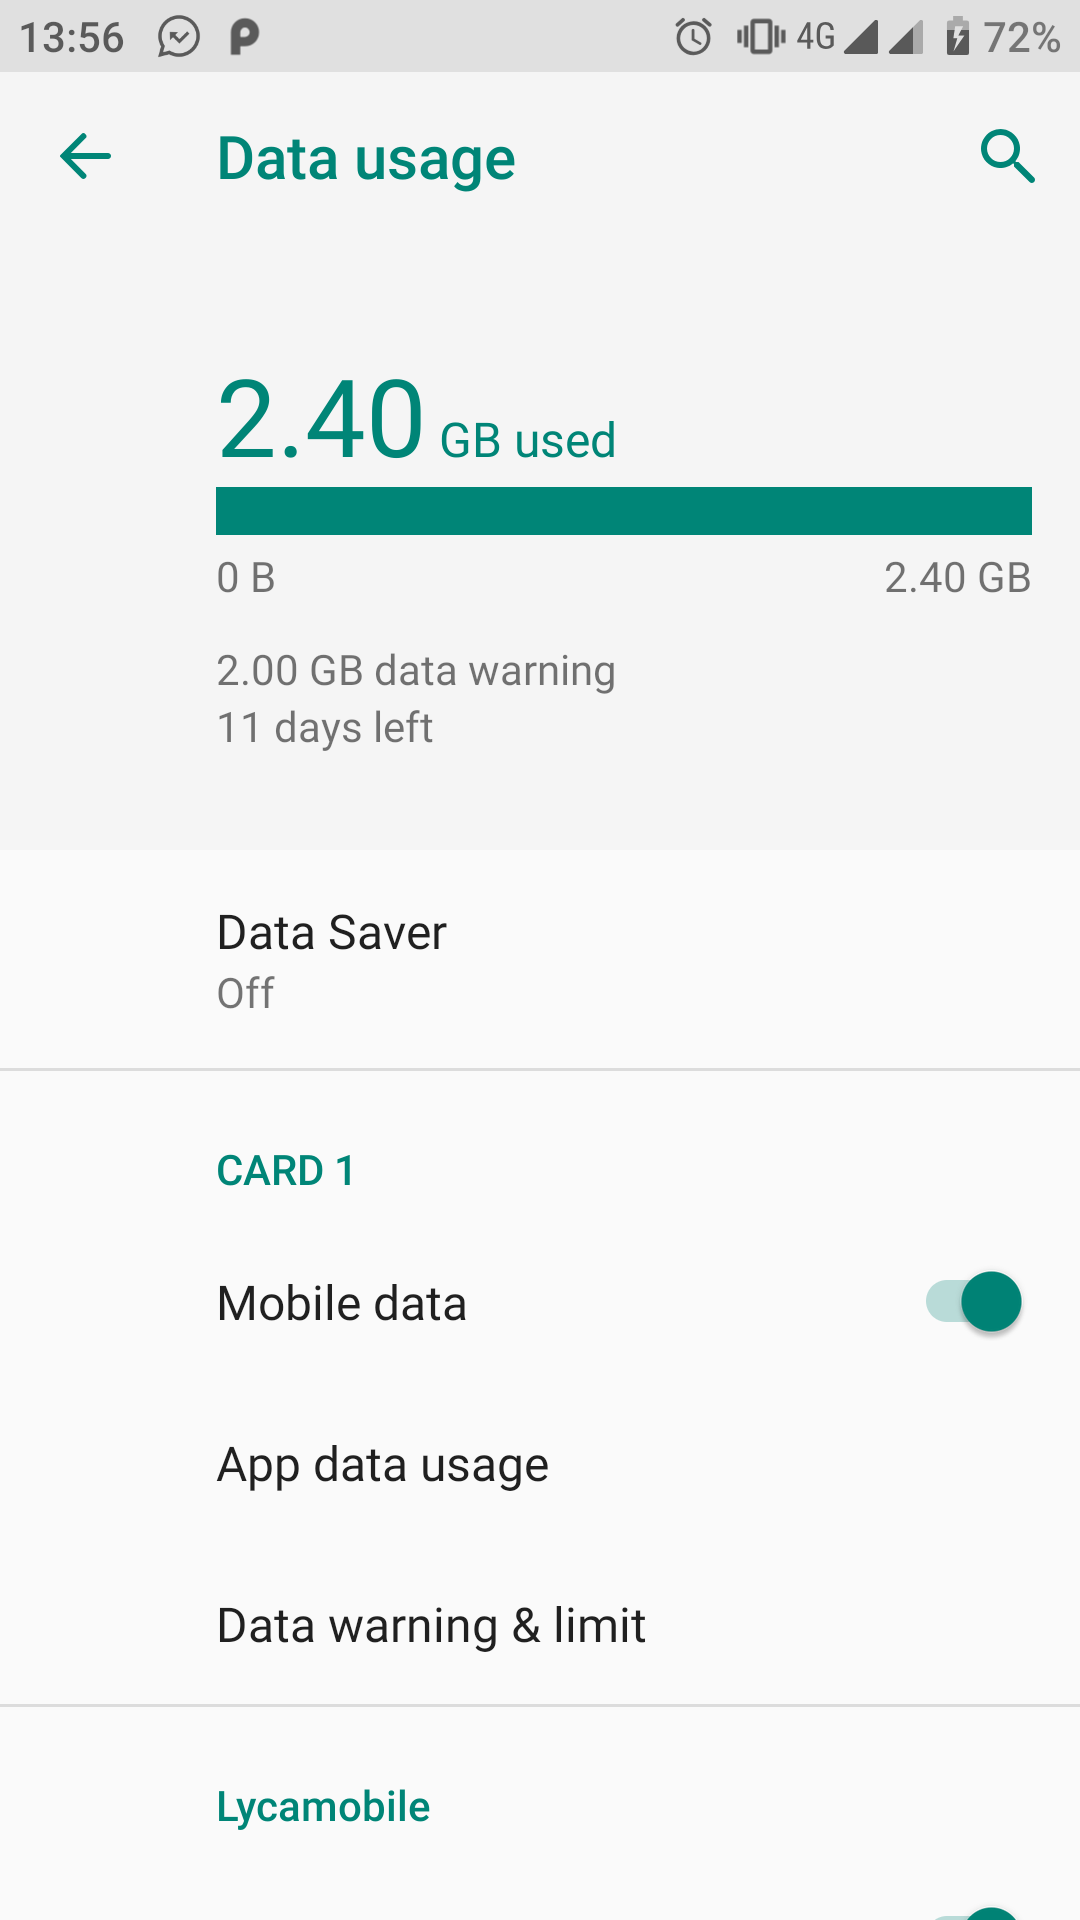 13:56 4G 72%
Data usage
2.40 GB used
0 B 2.40 GB
2.00 GB data warning
11 days left
Data Saver
Off
CARD 1
Mobile data
App data usage
Data warning & limit
Lycamobile